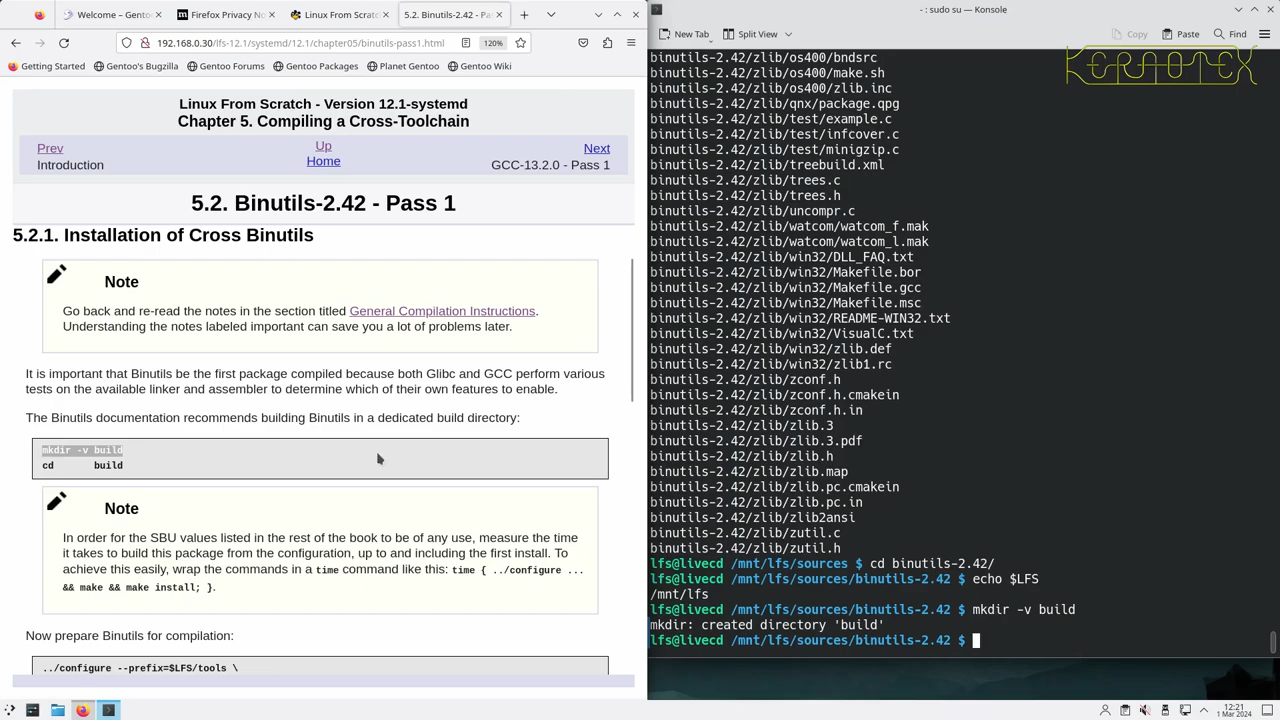 Welcome – Gento
Firefox Privacy No
Linux From Scratch
5.2. Binutils-2.42 - Pa
192.168.0.30/lfs-12.1/systemd/12.1/chapter05/binutils-pass1.html
120%
Getting Started
Gentoo's Bugzilla
Gentoo Forums
Gentoo Packages
Planet Gentoo
Gentoo Wiki
Linux From Scratch - Version 12.1-systemd
Chapter 5. Compiling a Cross-Toolchain
Prev
Up
Next
Introduction
Home
GCC-13.2.0 - Pass 1
5.2. Binutils-2.42 - Pass 1
5.2.1. Installation of Cross Binutils
Note
Go back and re-read the notes in the section titled General Compilation Instructions.
Understanding the notes labeled important can save you a lot of problems later.
It is important that Binutils be the first package compiled because both Glibc and GCC perform various
tests on the available linker and assembler to determine which of their own features to enable.
The Binutils documentation recommends building Binutils in a dedicated build directory:
mkdir -v build
cd       build
Note
In order for the SBU values listed in the rest of the book to be of any use, measure the time
it takes to build this package from the configuration, up to and including the first install. To
achieve this easily, wrap the commands in a time command like this: time { ../configure ...
&& make && make install; }.
Now prepare Binutils for compilation:
../configure --prefix=$LFS/tools \
- : sudo su — Konsole
New Tab
Split View
Copy
Paste
Find
KERNOTEX
binutils-2.42/zlib/os400/bndsrc
binutils-2.42/zlib/os400/make.sh
binutils-2.42/zlib/os400/zlib.inc
binutils-2.42/zlib/qnx/package.qpg
binutils-2.42/zlib/test/example.c
binutils-2.42/zlib/test/infcover.c
binutils-2.42/zlib/test/minigzip.c
binutils-2.42/zlib/treebuild.xml
binutils-2.42/zlib/trees.c
binutils-2.42/zlib/trees.h
binutils-2.42/zlib/uncompr.c
binutils-2.42/zlib/watcom/watcom_f.mak
binutils-2.42/zlib/watcom/watcom_l.mak
binutils-2.42/zlib/win32/DLL_FAQ.txt
binutils-2.42/zlib/win32/Makefile.bor
binutils-2.42/zlib/win32/Makefile.gcc
binutils-2.42/zlib/win32/Makefile.msc
binutils-2.42/zlib/win32/README-WIN32.txt
binutils-2.42/zlib/win32/VisualC.txt
binutils-2.42/zlib/win32/zlib.def
binutils-2.42/zlib/win32/zlib1.rc
binutils-2.42/zlib/zconf.h
binutils-2.42/zlib/zconf.h.cmakein
binutils-2.42/zlib/zconf.h.in
binutils-2.42/zlib/zlib.3
binutils-2.42/zlib/zlib.3.pdf
binutils-2.42/zlib/zlib.h
binutils-2.42/zlib/zlib.map
binutils-2.42/zlib/zlib.pc.cmakein
binutils-2.42/zlib/zlib.pc.in
binutils-2.42/zlib/zlib2ansi
binutils-2.42/zlib/zutil.c
binutils-2.42/zlib/zutil.h
lfs@livecd /mnt/lfs/sources $ cd binutils-2.42/
lfs@livecd /mnt/lfs/sources/binutils-2.42 $ echo $LFS
/mnt/lfs
lfs@livecd /mnt/lfs/sources/binutils-2.42 $ mkdir -v build
mkdir: created directory 'build'
lfs@livecd /mnt/lfs/sources/binutils-2.42 $
12:21
1 Mar 2024